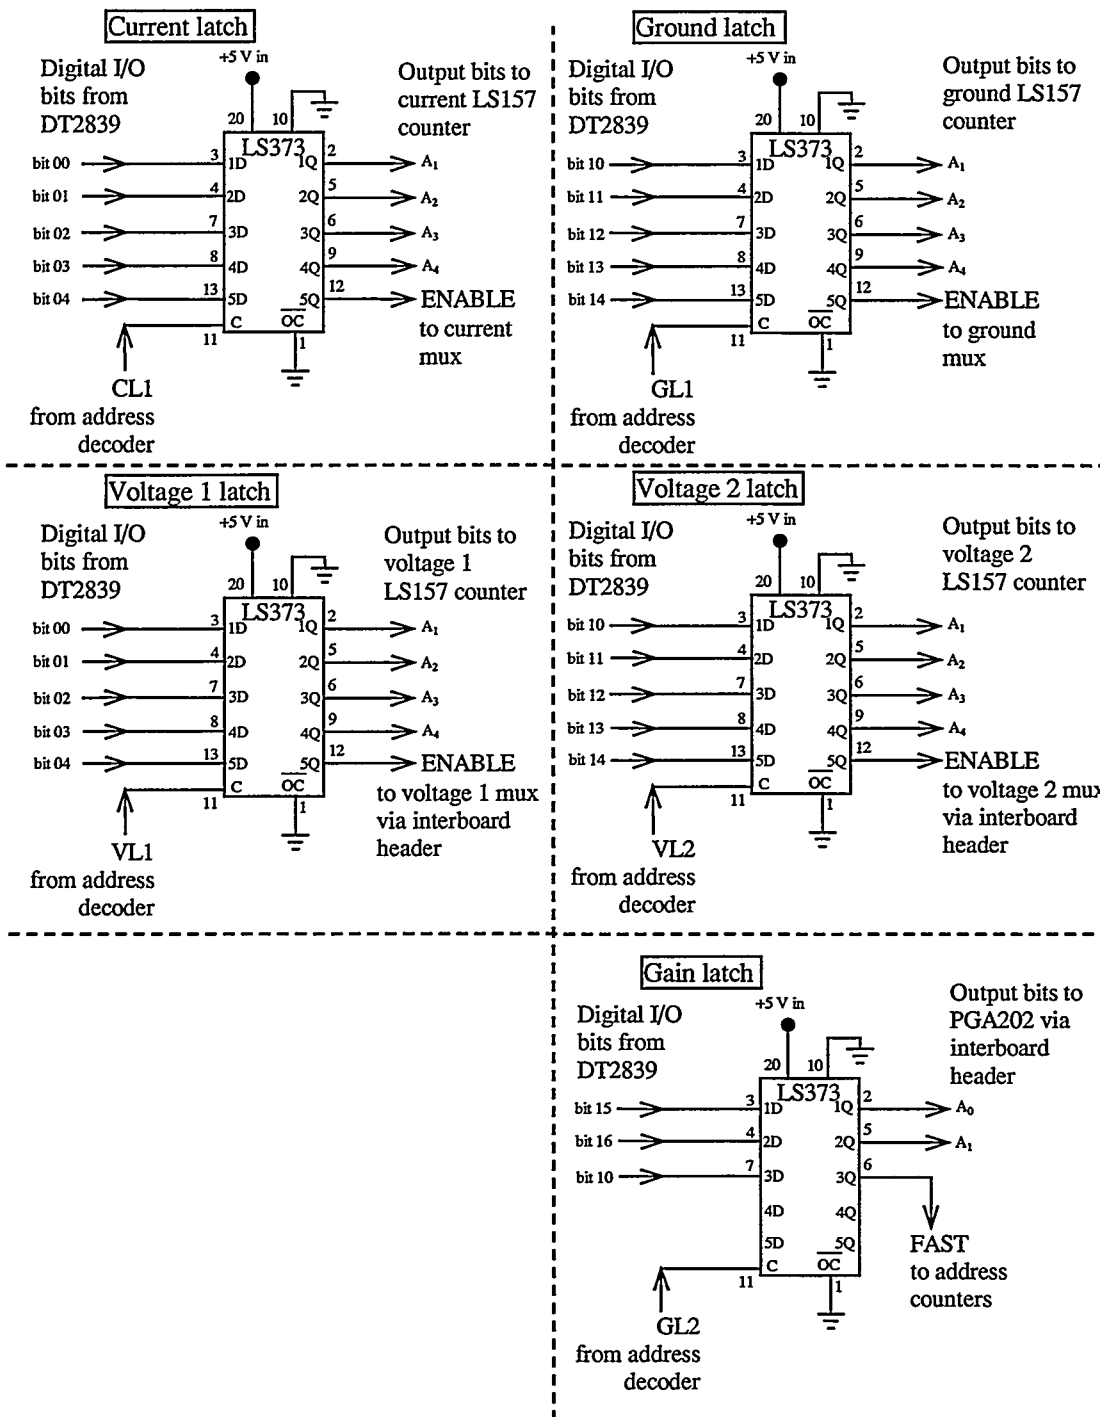 Current latch
+5 V in
Digital I/O
bits from
DT2839
Output bits to
current LS157
counter
20
10
LS373
bit 00
3
1D
1Q
2
A1
bit 01
4
2D
2Q
5
A2
bit 02
7
3D
3Q
6
A3
bit 03
8
4D
4Q
9
A4
bit 04
13
5D
5Q
12
ENABLE
to current
mux
C
OC
11
1
CL1
from address
decoder
Ground latch
+5 V in
Digital I/O
bits from
DT2839
Output bits to
ground LS157
counter
20
10
LS373
bit 10
3
1D
1Q
2
A1
bit 11
4
2D
2Q
5
A2
bit 12
7
3D
3Q
6
A3
bit 13
8
4D
4Q
9
A4
bit 14
13
5D
5Q
12
ENABLE
to ground
mux
C
OC
11
1
GL1
from address
decoder
Voltage 1 latch
+5 V in
Digital I/O
bits from
DT2839
Output bits to
voltage 1
LS157 counter
20
10
LS373
bit 00
3
1D
1Q
2
A1
bit 01
4
2D
2Q
5
A2
bit 02
7
3D
3Q
6
A3
bit 03
8
4D
4Q
9
A4
bit 04
13
5D
5Q
12
ENABLE
to voltage 1 mux
via interboard
header
C
OC
11
1
VL1
from address
decoder
Voltage 2 latch
+5 V in
Digital I/O
bits from
DT2839
Output bits to
voltage 2
LS157 counter
20
10
LS373
bit 10
3
1D
1Q
2
A1
bit 11
4
2D
2Q
5
A2
bit 12
7
3D
3Q
6
A3
bit 13
8
4D
4Q
9
A4
bit 14
13
5D
5Q
12
ENABLE
to voltage 2 mux
via interboard
header
C
OC
11
1
VL2
from address
decoder
Gain latch
+5 V in
Digital I/O
bits from
DT2839
Output bits to
PGA202 via
interboard
header
20
10
LS373
bit 15
3
1D
1Q
2
A0
bit 16
4
2D
2Q
5
A1
bit 10
7
3D
3Q
6
4D
4Q
5D
5Q
FAST
to address
counters
C
OC
11
1
GL2
from address
decoder